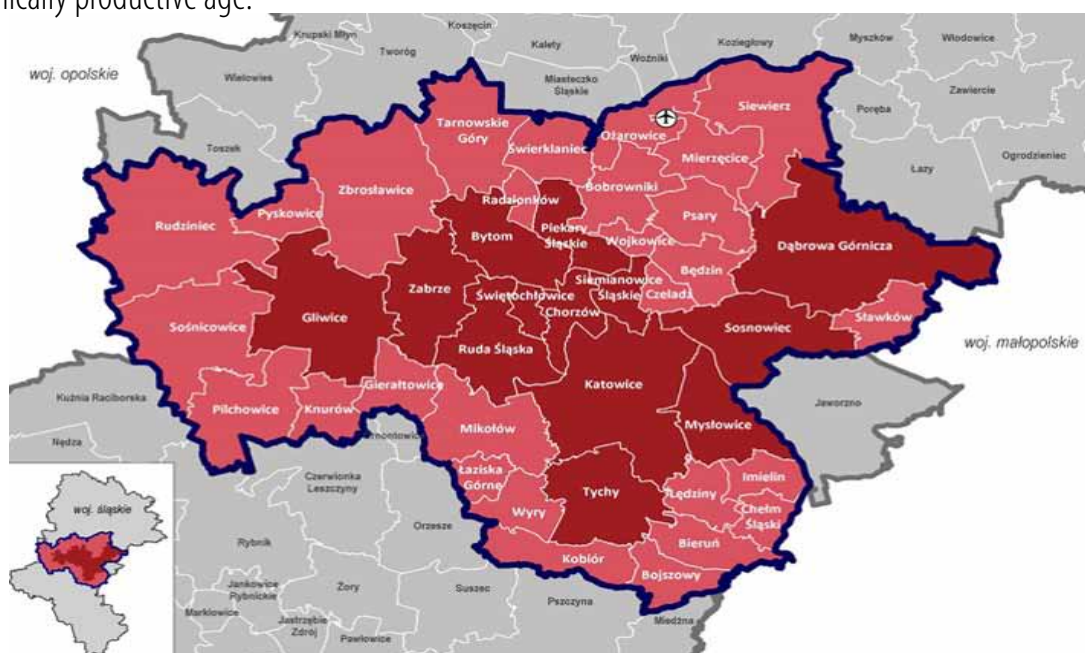 nically productive age.
Koszęcin
Krupski Młyn
Tworóg
Kalety
Woźniki
Koziegłowy
Myszków
Włodowice
woj. opolskie
Wielowieś
Miasteczko
Śląskie
Siewierz
Poręba
Zawiercie
Tarnowskie
Góry
Ożarowice
Toszek
Świerklaniec
Mierzęcice
Łazy
Ogrodzieniec
Zbrosławice
Bobrowniki
Radzionków
Pyskowice
Psary
Rudziniec
Bytom
Piekary
Śląskie
Wojkowice
Dąbrowa Górnicza
Będzin
Zabrze
Siemianowice
Śląskie
Świętochłowice
Czeladź
Chorzów
Gliwice
Sławków
Sośnicowice
Sosnowiec
Ruda Śląska
woj. małopolskie
Gierałtowice
Katowice
Kuźnia Raciborska
Jaworzno
Pilchowice
Knurów
Mikołów
Mysłowice
Nędza
Czerwionka
Leszczyny
Łaziska
Górne
Imielin
Tychy
Lędziny
woj. śląskie
Wyry
Chełm
Śląski
Orzesze
Bieruń
Rybnik
Kobiór
Bojszowy
Jankowice
Rybnickie
Żory
Suszec
Pszczyna
Marklowice
Jastrzębie
Zdrój
Pawłowice
Miedźna